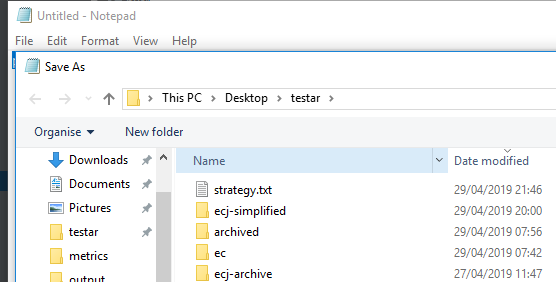 Untitled - Notepad
File Edit Format View Help
Save As
This PC > Desktop > testar >
Organise New folder
Name Date modified
Downloads
Documents
Pictures
testar
metrics
output
strategy.txt 29/04/2019 21:46
ecj-simplified 29/04/2019 20:00
archived 29/04/2019 07:56
ec 29/04/2019 07:42
ecj-archive 27/04/2019 11:47